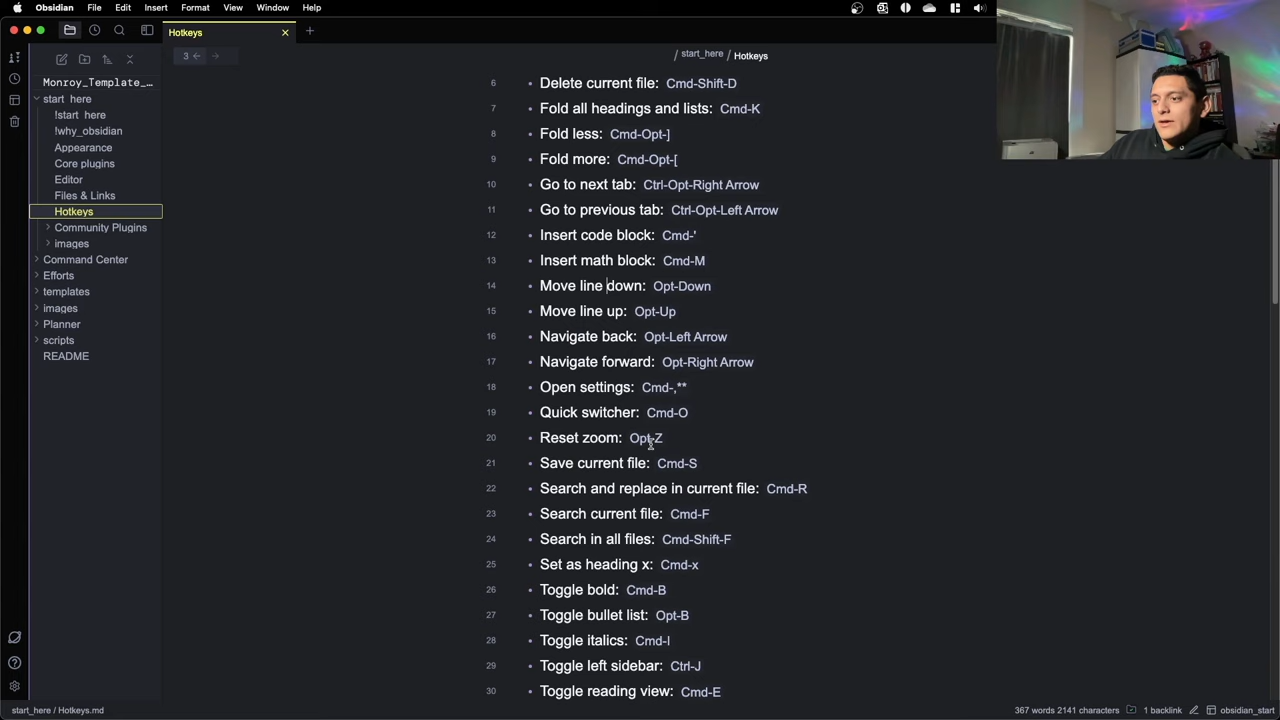 Obsidian File Edit Insert Format View Window Help
Hotkeys
3
/ start_here / Hotkeys
Monroy_Template_...
start here
!start here
!why_obsidian
Appearance
Core plugins
Editor
Files & Links
Hotkeys
Community Plugins
images
Command Center
Efforts
templates
images
Planner
scripts
README
6 • Delete current file: Cmd-Shift-D
7 • Fold all headings and lists: Cmd-K
8 • Fold less: Cmd-Opt-]
9 • Fold more: Cmd-Opt-[
10 • Go to next tab: Ctrl-Opt-Right Arrow
11 • Go to previous tab: Ctrl-Opt-Left Arrow
12 • Insert code block: Cmd-'
13 • Insert math block: Cmd-M
14 • Move line down: Opt-Down
15 • Move line up: Opt-Up
16 • Navigate back: Opt-Left Arrow
17 • Navigate forward: Opt-Right Arrow
18 • Open settings: Cmd-,**
19 • Quick switcher: Cmd-O
20 • Reset zoom: Opt-Z
21 • Save current file: Cmd-S
22 • Search and replace in current file: Cmd-R
23 • Search current file: Cmd-F
24 • Search in all files: Cmd-Shift-F
25 • Set as heading x: Cmd-x
26 • Toggle bold: Cmd-B
27 • Toggle bullet list: Opt-B
28 • Toggle italics: Cmd-I
29 • Toggle left sidebar: Ctrl-J
30 • Toggle reading view: Cmd-E
start_here / Hotkeys.md
367 words 2141 characters 1 backlink obsidian_start